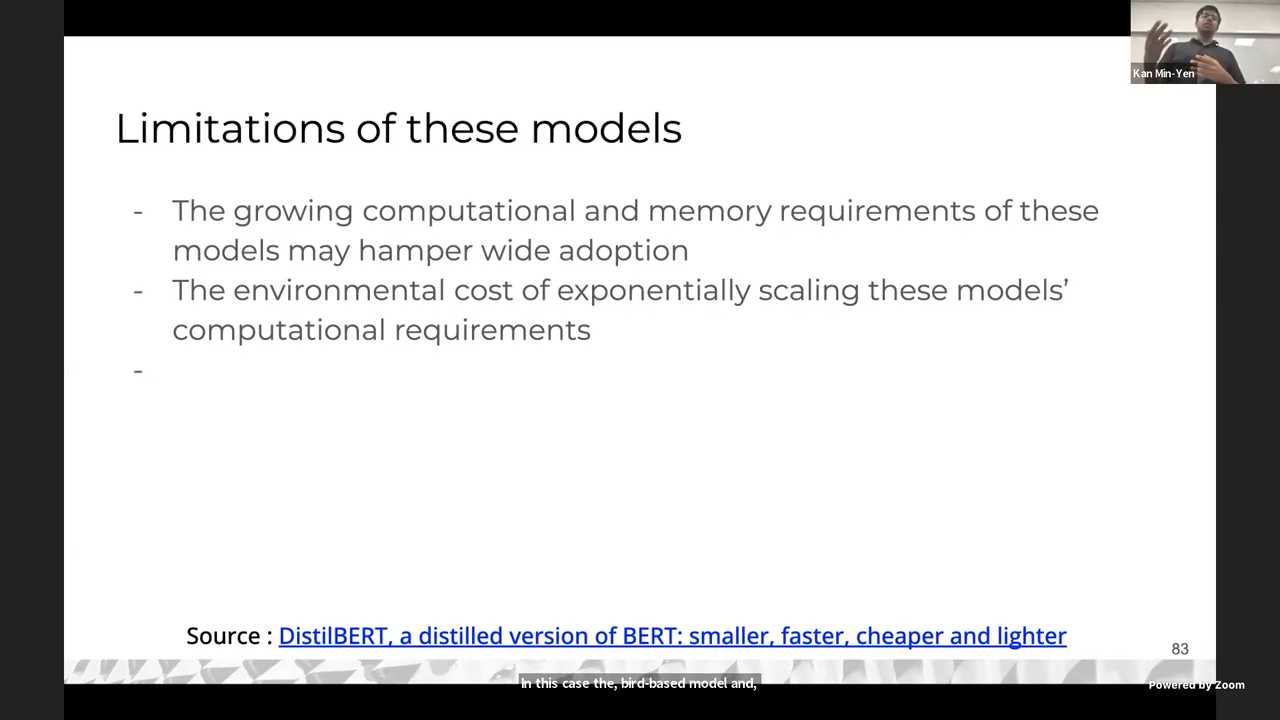 Kan Min-Yen
Limitations of these models
- The growing computational and memory requirements of these
models may hamper wide adoption
- The environmental cost of exponentially scaling these models’
computational requirements
-
Source : DistilBERT, a distilled version of BERT: smaller, faster, cheaper and lighter
83
In this case the, bird-based model and,
Powered by Zoom